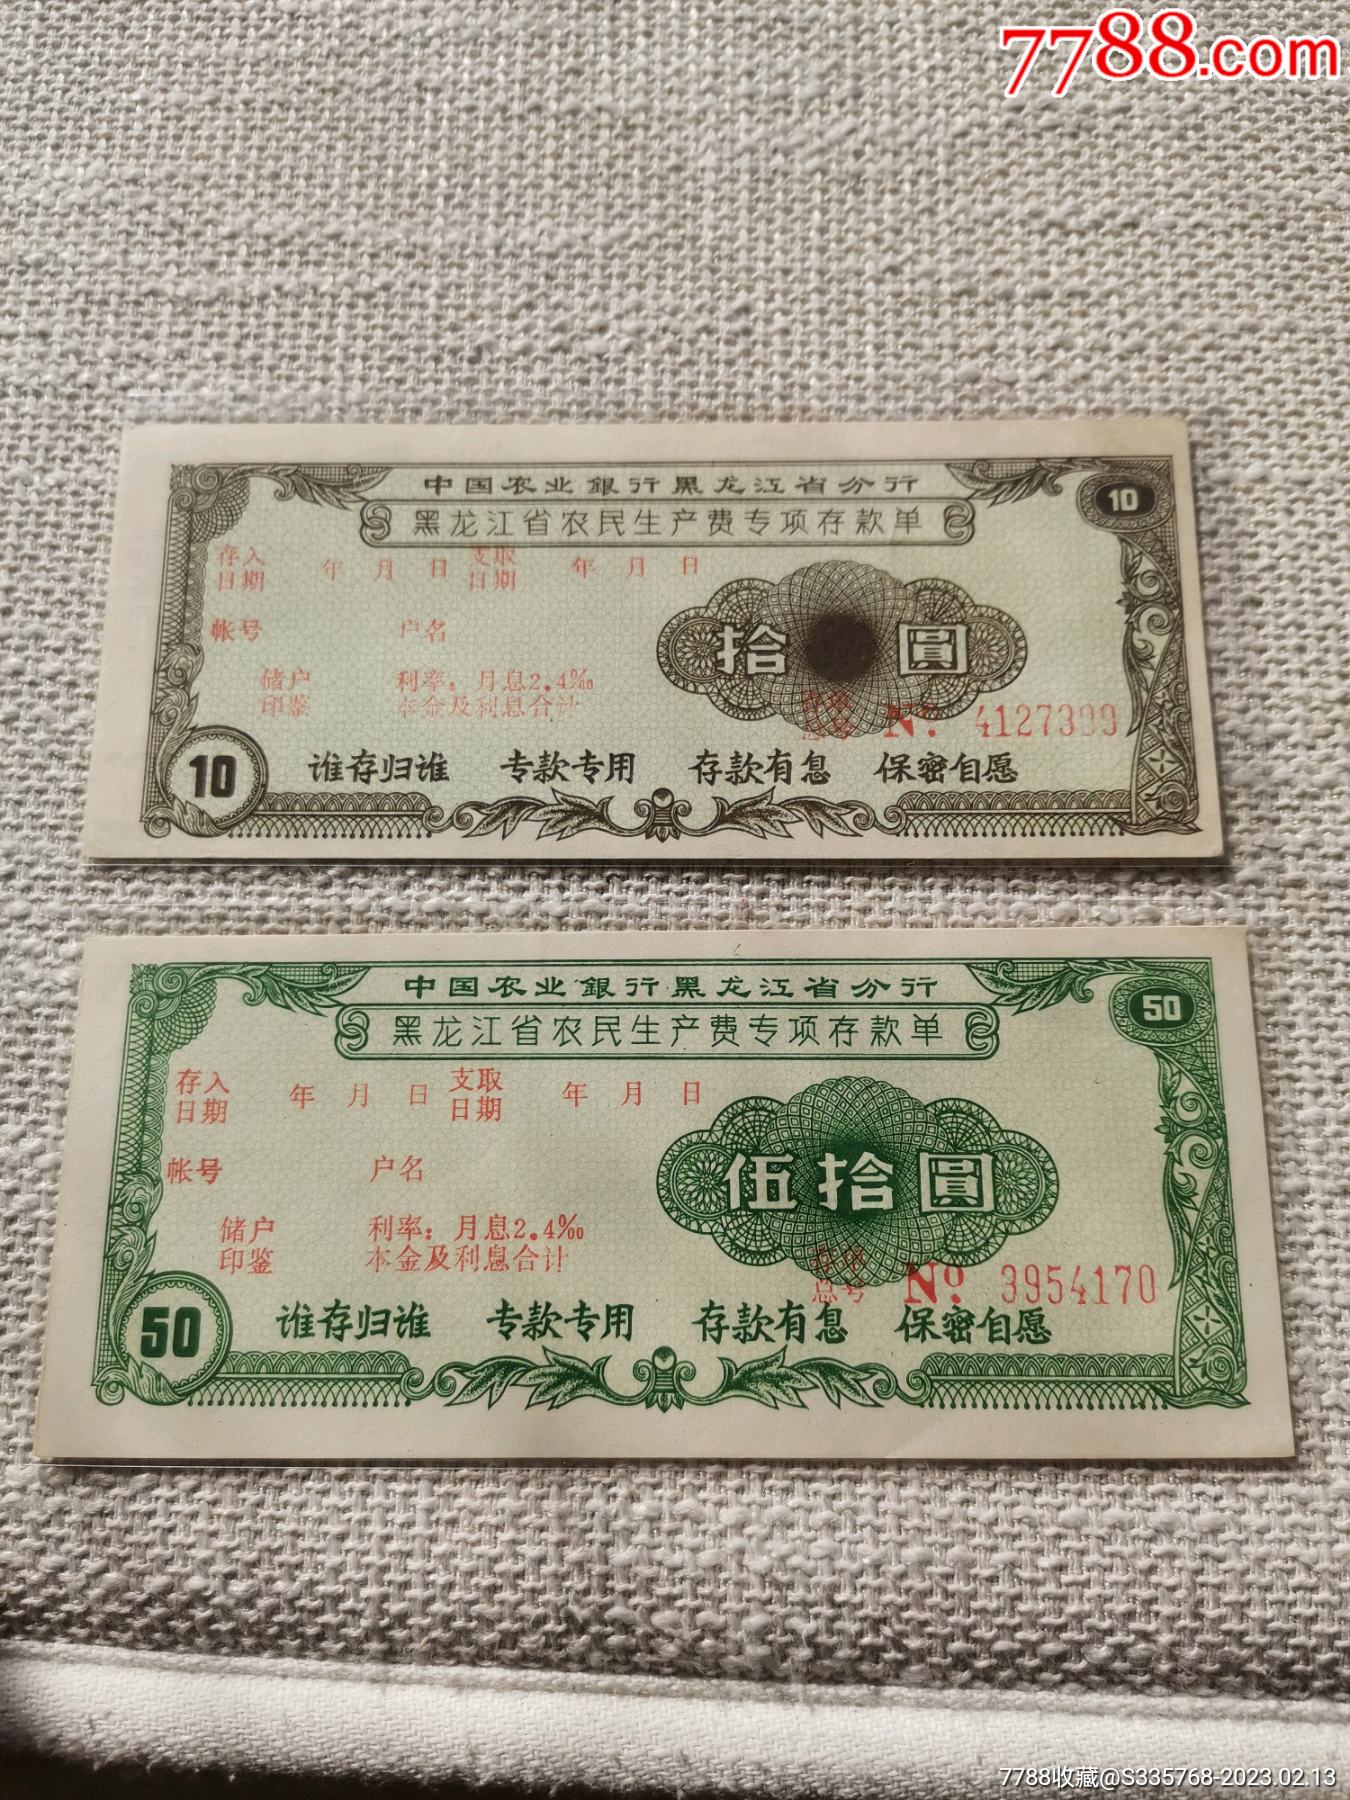 7788.com
中国农业銀行黑龙江省分行
10
黑龙江省农民生产费专项存款单
存入日期 年 月 日 支取日期 年 月 日
帐号 户名
拾圓
储户印鉴 利率：月息2.4‰
本金及利息合计
№ 4127399
10 谁存归谁 专款专用 存款有息 保密自愿
中国农业銀行黑龙江省分行
50
黑龙江省农民生产费专项存款单
存入日期 年 月 日 支取日期 年 月 日
帐号 户名
伍拾圓
储户印鉴 利率：月息2.4‰
本金及利息合计
存单总号 № 3954170
50 谁存归谁 专款专用 存款有息 保密自愿
7788收藏@S335768-2023.02.13